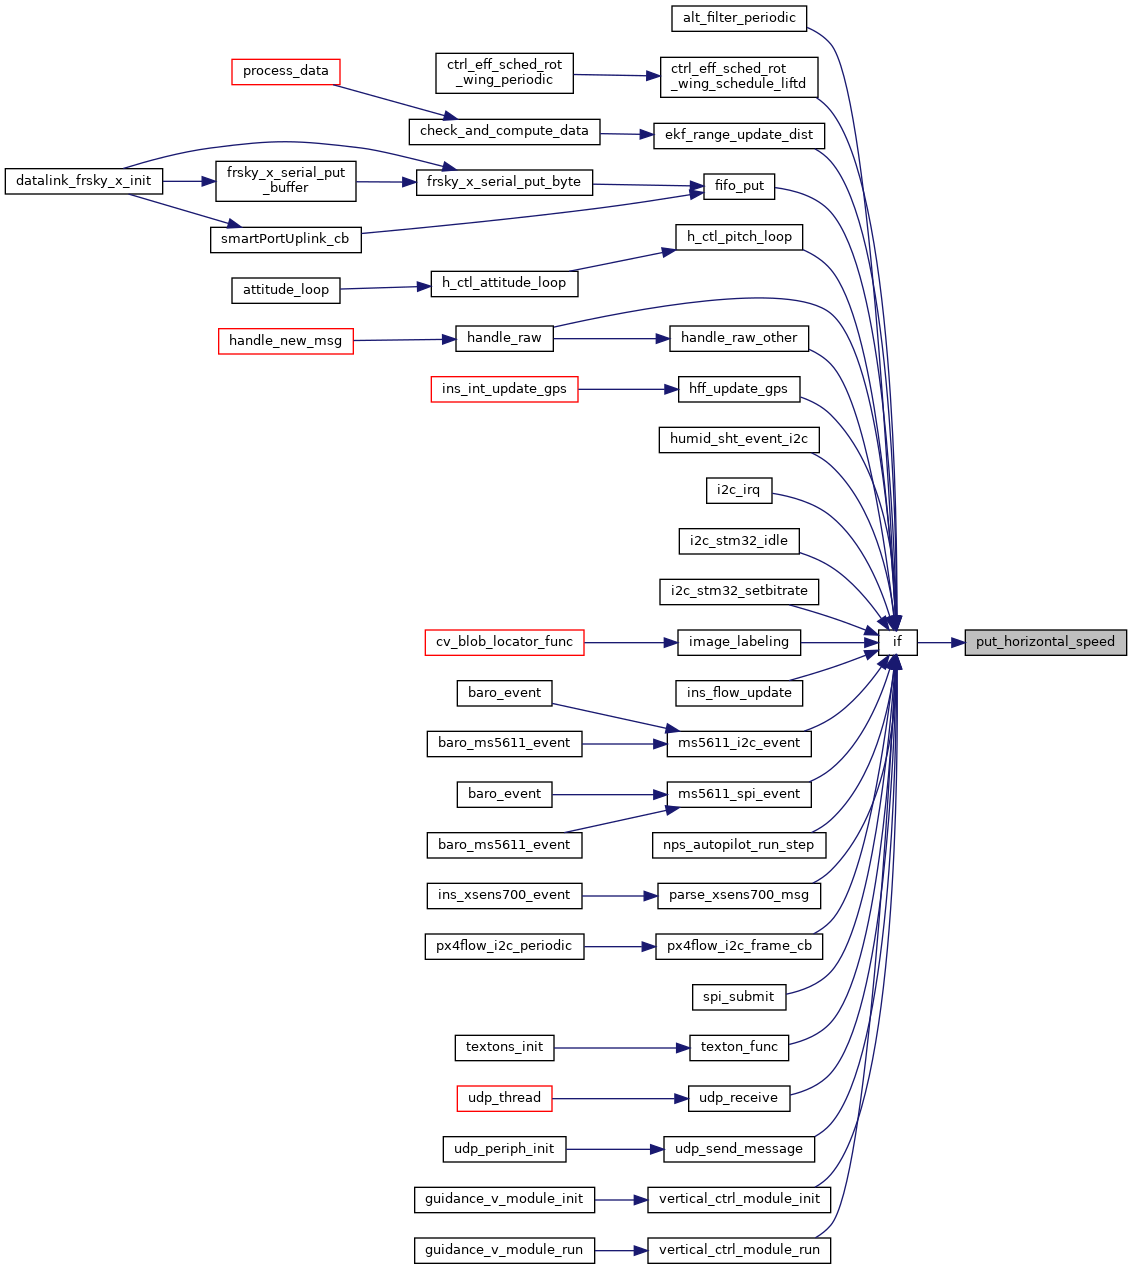 alt_filter_periodic
ctrl_eff_sched_rot
_wing_periodic
ctrl_eff_sched_rot
_wing_schedule_liftd
process_data
check_and_compute_data
ekf_range_update_dist
datalink_frsky_x_init
frsky_x_serial_put
_buffer
frsky_x_serial_put_byte
fifo_put
smartPortUplink_cb
h_ctl_pitch_loop
attitude_loop
h_ctl_attitude_loop
handle_new_msg
handle_raw
handle_raw_other
ins_int_update_gps
hff_update_gps
humid_sht_event_i2c
i2c_irq
i2c_stm32_idle
i2c_stm32_setbitrate
cv_blob_locator_func
image_labeling
if
put_horizontal_speed
ins_flow_update
baro_event
baro_ms5611_event
ms5611_i2c_event
baro_event
ms5611_spi_event
baro_ms5611_event
nps_autopilot_run_step
ins_xsens700_event
parse_xsens700_msg
px4flow_i2c_periodic
px4flow_i2c_frame_cb
spi_submit
textons_init
texton_func
udp_thread
udp_receive
udp_periph_init
udp_send_message
guidance_v_module_init
vertical_ctrl_module_init
guidance_v_module_run
vertical_ctrl_module_run